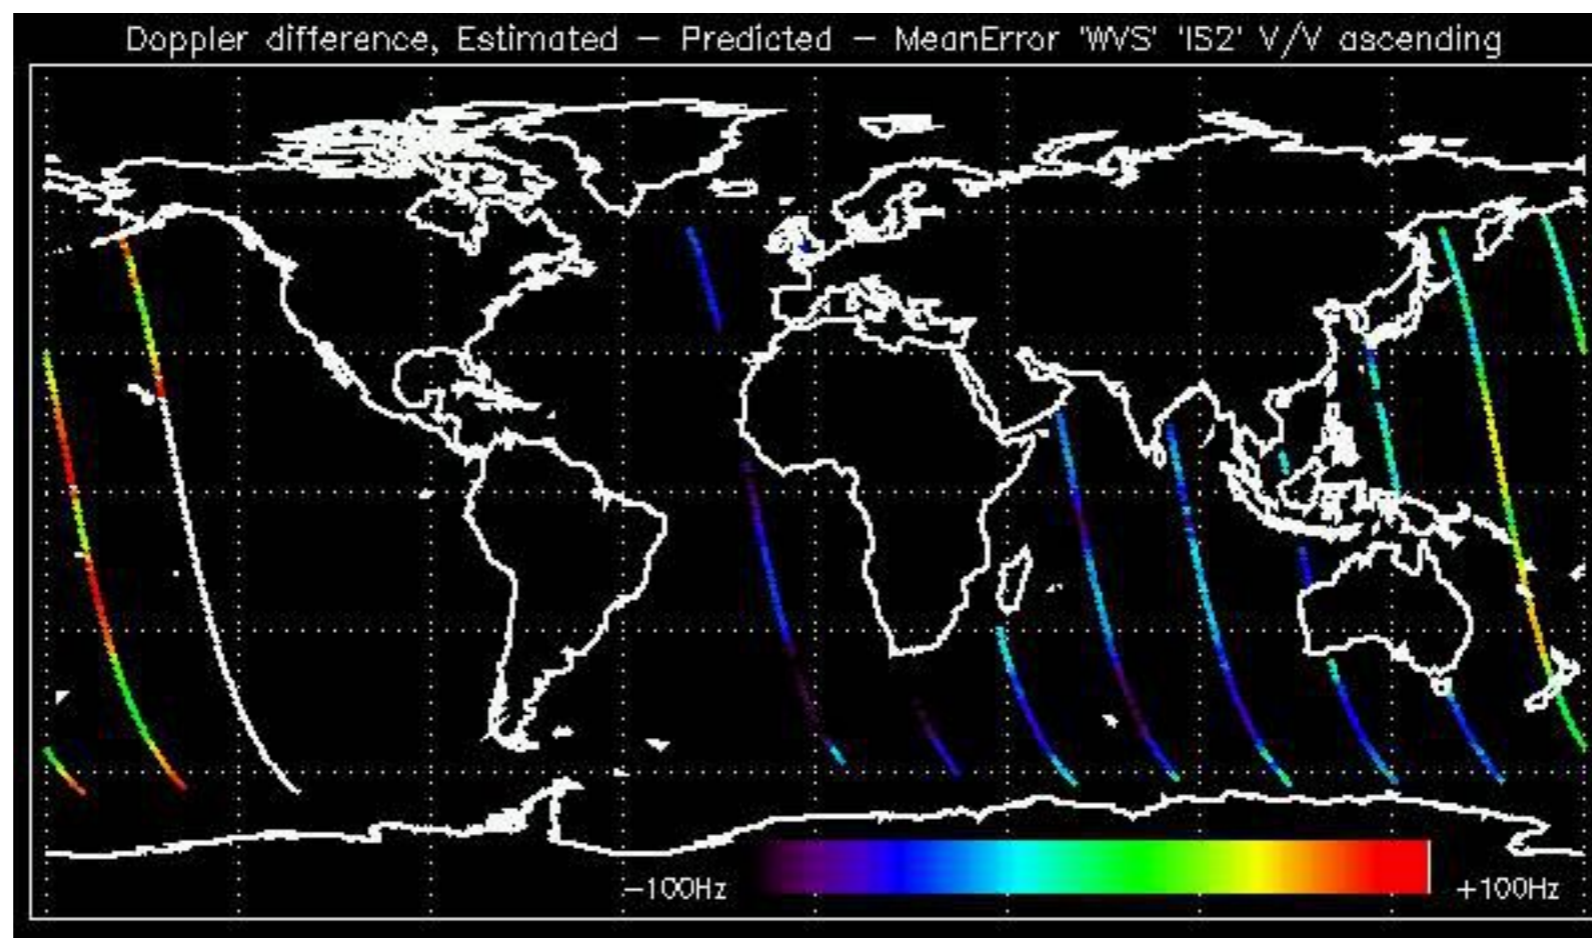 Doppler difference, Estimated – Predicted – MeanError 'WVS' 'IS2' V/V ascending
−100Hz
+100Hz